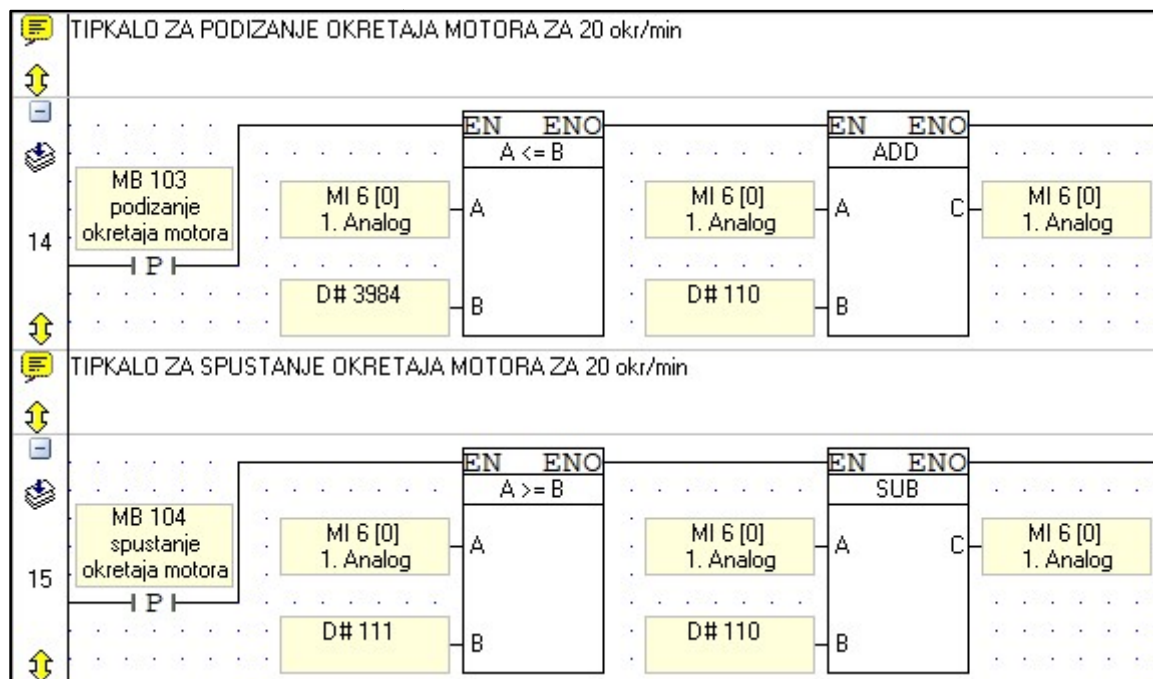 TIPKALO ZA PODIZANJE OKRETAJA MOTORA ZA 20 okr/min
EN ENO
A <= B
EN ENO
ADD
MB 103
podizanje
okretaja motora
P
14
MI 6 [0]
1. Analog
A
MI 6 [0]
1. Analog
A
C
MI 6 [0]
1. Analog
D# 3984
B
D# 110
B
TIPKALO ZA SPUSTANJE OKRETAJA MOTORA ZA 20 okr/min
EN ENO
A >= B
EN ENO
SUB
MB 104
spustanje
okretaja motora
P
15
MI 6 [0]
1. Analog
A
MI 6 [0]
1. Analog
A
C
MI 6 [0]
1. Analog
D# 111
B
D# 110
B